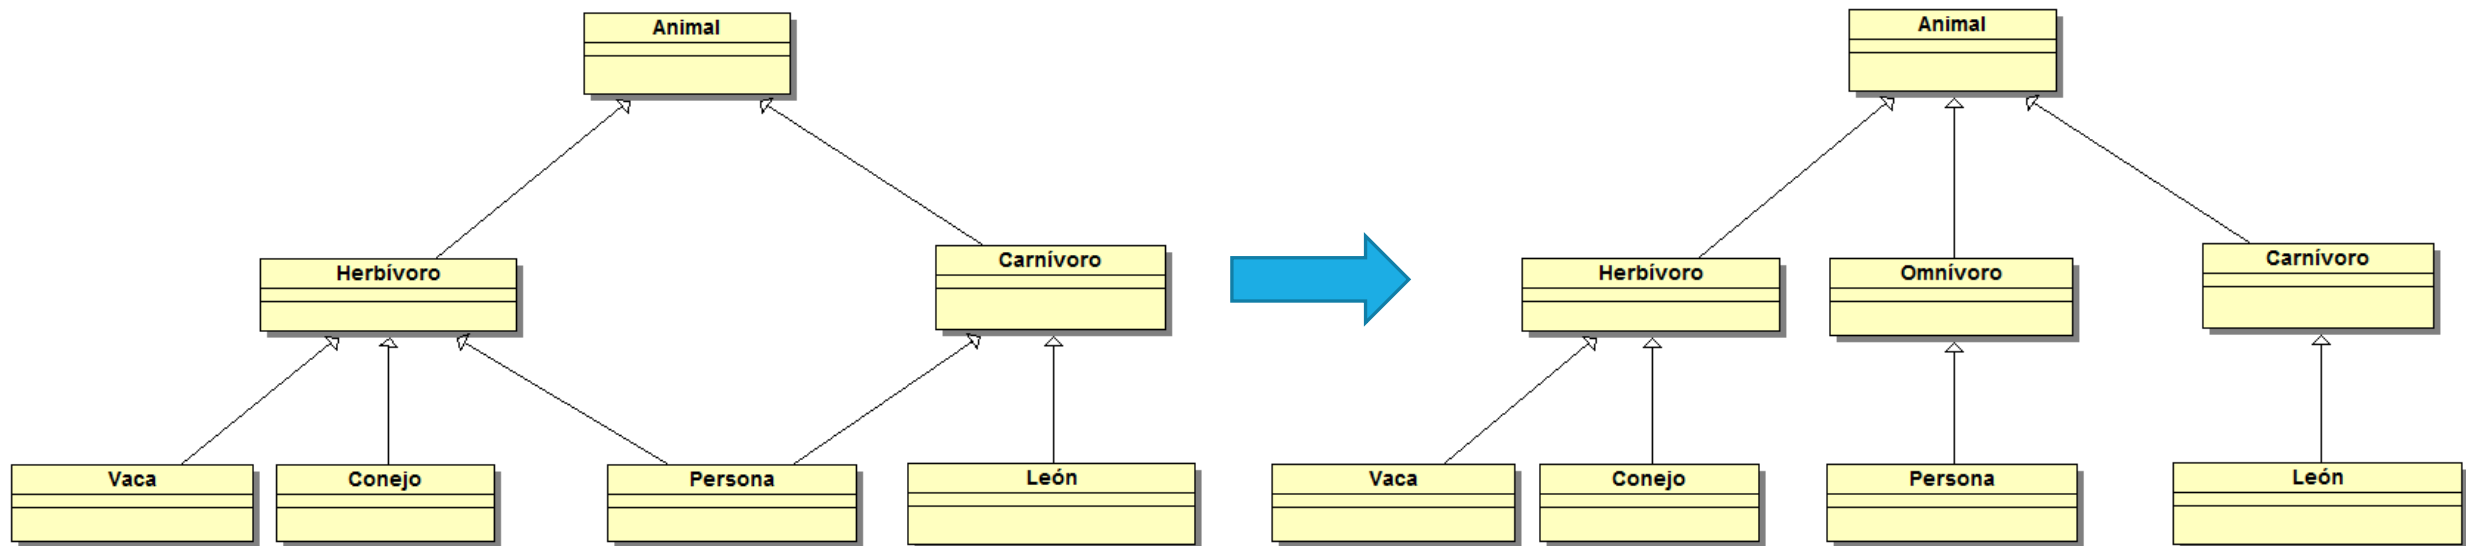 Animal
Herbívoro
Carnívoro
Vaca
Conejo
Persona
León
Animal
Herbívoro
Omnívoro
Carnívoro
Vaca
Conejo
Persona
León